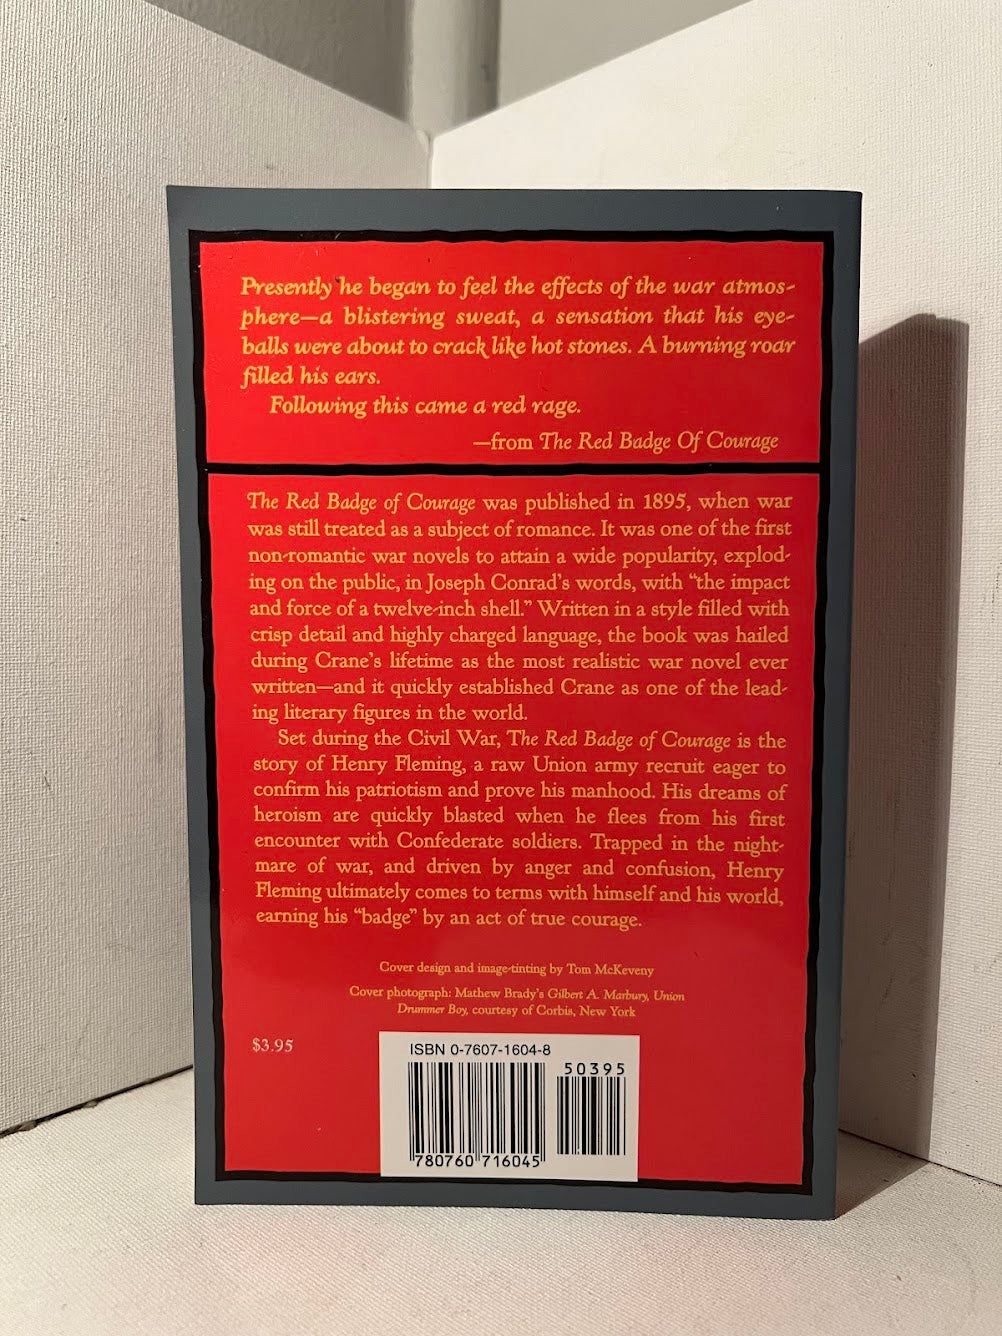 Presently he began to feel the effects of the war atmos-
phere—a blistering sweat, a sensation that his eye-
balls were about to crack like hot stones. A burning roar
filled his ears.
Following this came a red rage.
—from The Red Badge Of Courage
The Red Badge of Courage was published in 1895, when war
was still treated as a subject of romance. It was one of the first
non-romantic war novels to attain a wide popularity, explod-
ing on the public, in Joseph Conrad's words, with “the impact
and force of a twelve-inch shell.” Written in a style filled with
crisp detail and highly charged language, the book was hailed
during Crane's lifetime as the most realistic war novel ever
written—and it quickly established Crane as one of the lead-
ing literary figures in the world.
Set during the Civil War, The Red Badge of Courage is the
story of Henry Fleming, a raw Union army recruit eager to
confirm his patriotism and prove his manhood. His dreams of
heroism are quickly blasted when he flees from his first
encounter with Confederate soldiers. Trapped in the night-
mare of war, and driven by anger and confusion, Henry
Fleming ultimately comes to terms with himself and his world,
earning his “badge” by an act of true courage.
Cover design and image-tinting by Tom McKeveny
Cover photograph: Mathew Brady's Gilbert A. Marbury, Union
Drummer Boy, courtesy of Corbis, New York
$3.95
ISBN 0-7607-1604-8
50395
780760 716045